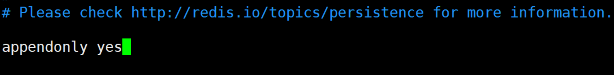 # Please check http://redis.io/topics/persistence for more information.
appendonly yes